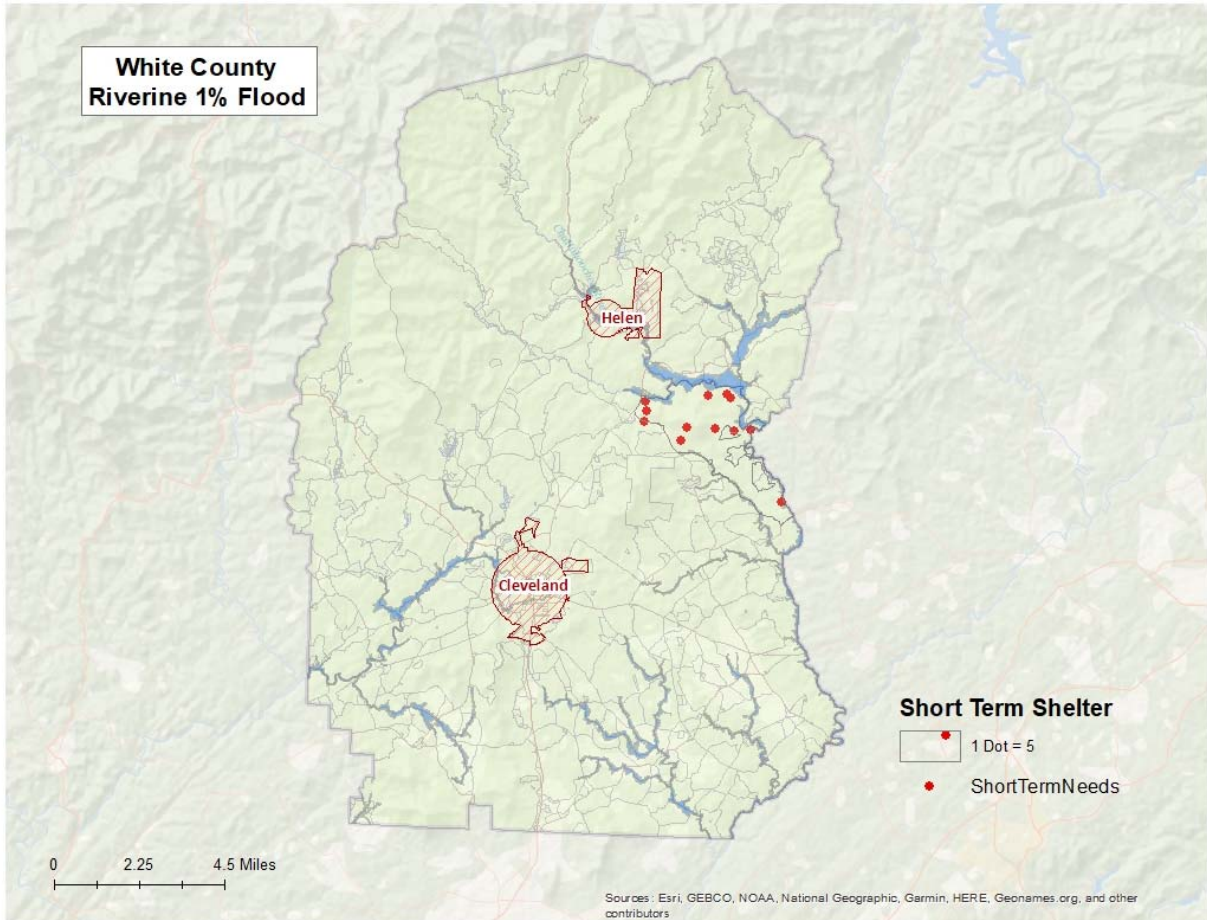 White County
Riverine 1% Flood
Helen
Cleveland
Short Term Shelter
1 Dot = 5
ShortTermNeeds
0 2.25 4.5 Miles
Sources: Esri, GEBCO, NOAA, National Geographic, Garmin, HERE, Geonames.org, and other
contributors